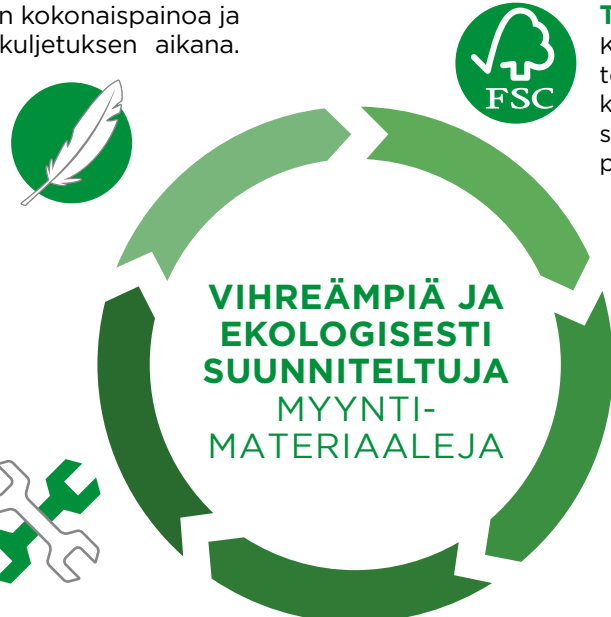 n kokonaispainoa ja
kuljetuksen aikana.
FSC
VIHREÄMPIÄ JA
EKOLOGISESTI
SUUNNITELTUJA
MYYNTI-
MATERIAALEJA